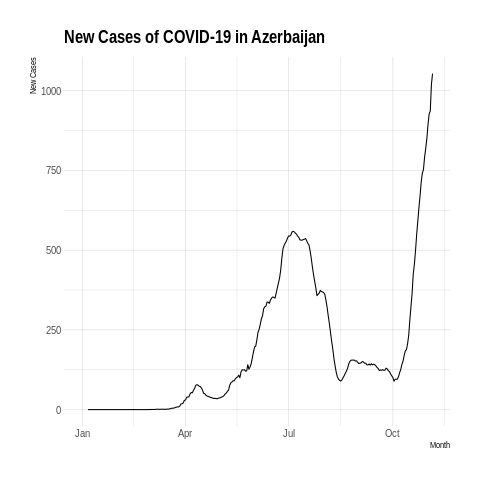 New Cases of COVID-19 in Azerbaijan
New Cases
1000
750
500
250
0
Jan Apr Jul Oct
Month